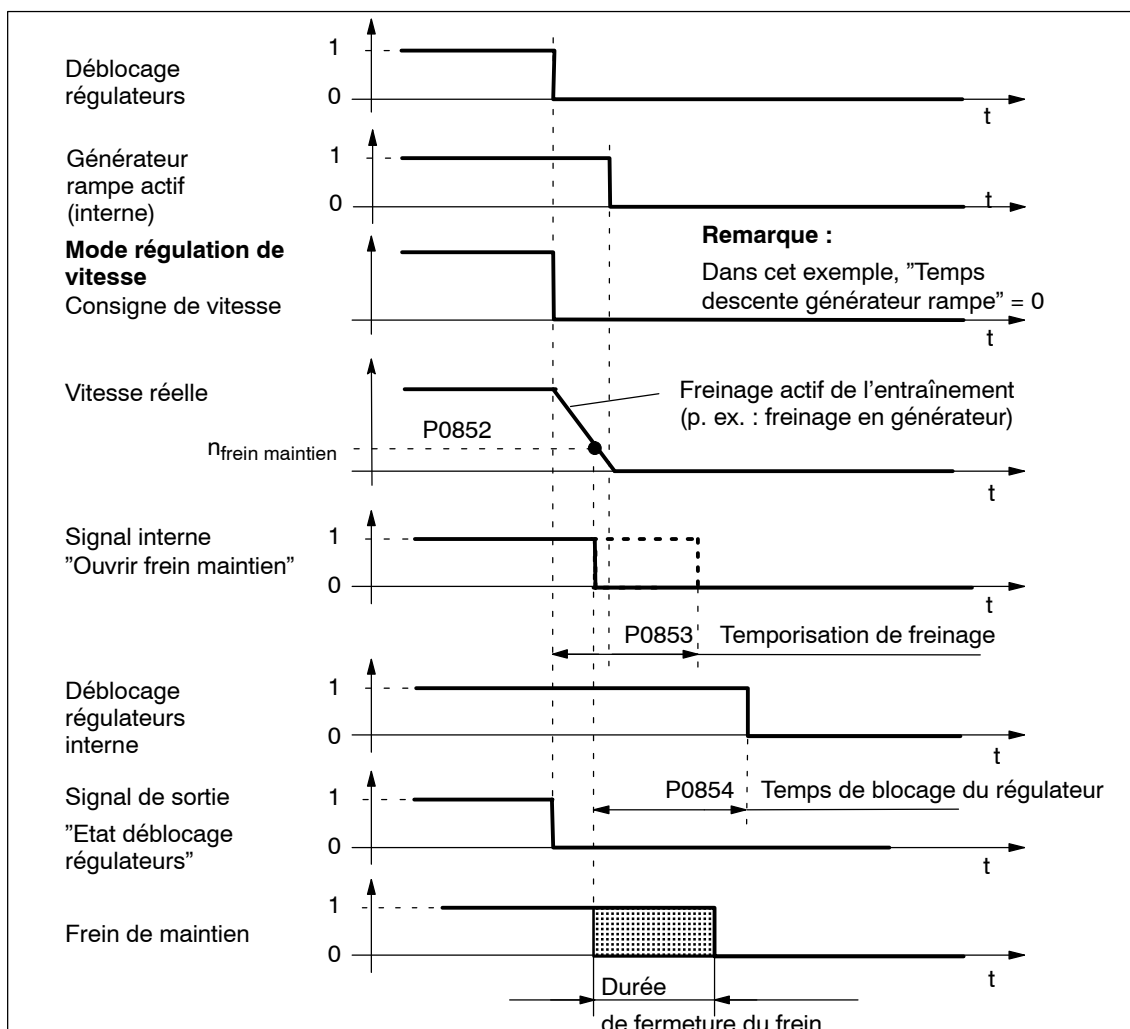 1
Déblocage
régulateurs
0
t
1
Générateur
rampe actif
(interne)
0
t
Mode régulation de
vitesse
Consigne de vitesse
Remarque :
Dans cet exemple, ”Temps
descente générateur rampe” = 0
t
Vitesse réelle
Freinage actif de l’entraînement
(p. ex. : freinage en générateur)
P0852
nfrein maintien
t
Signal interne
”Ouvrir frein maintien”
1
0
t
P0853 Temporisation de freinage
Déblocage
régulateurs
interne
1
0
t
P0854 Temps de blocage du régulateur
Signal de sortie
”Etat déblocage
régulateurs”
1
0
t
Frein de maintien
1
0
t
Durée
de fermeture du frein